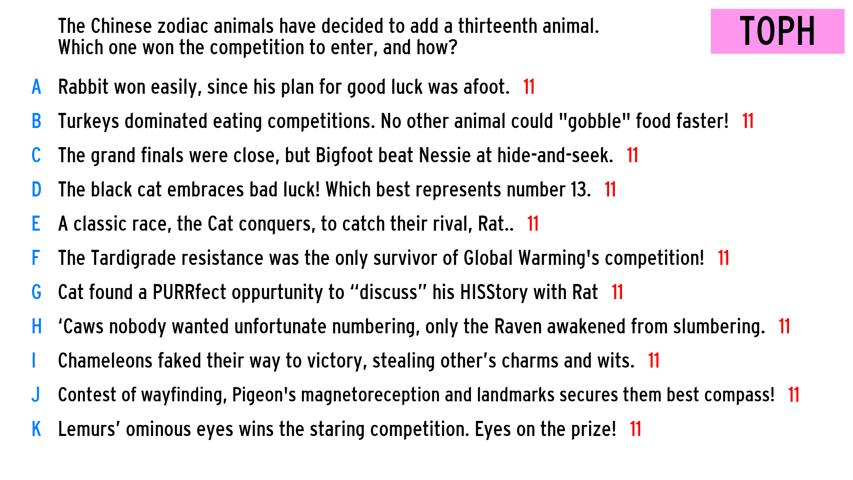 The Chinese zodiac animals have decided to add a thirteenth animal.
Which one won the competition to enter, and how?
TOPH
A Rabbit won easily, since his plan for good luck was afoot. 11
B Turkeys dominated eating competitions. No other animal could "gobble" food faster! 11
C The grand finals were close, but Bigfoot beat Nessie at hide-and-seek. 11
D The black cat embraces bad luck! Which best represents number 13. 11
E A classic race, the Cat conquers, to catch their rival, Rat.. 11
F The Tardigrade resistance was the only survivor of Global Warming's competition! 11
G Cat found a PURRfect oppurtunity to “discuss” his HISStory with Rat 11
H ‘Caws nobody wanted unfortunate numbering, only the Raven awakened from slumbering. 11
I Chameleons faked their way to victory, stealing other’s charms and wits. 11
J Contest of wayfinding, Pigeon's magnetoreception and landmarks secures them best compass! 11
K Lemurs’ ominous eyes wins the staring competition. Eyes on the prize! 11